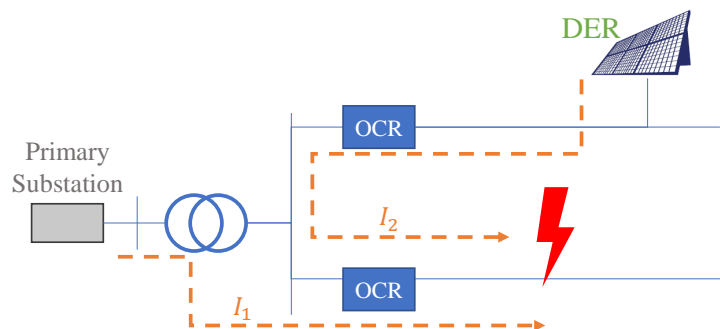 DER
OCR
Primary
Substation
I₂
OCR
I₁